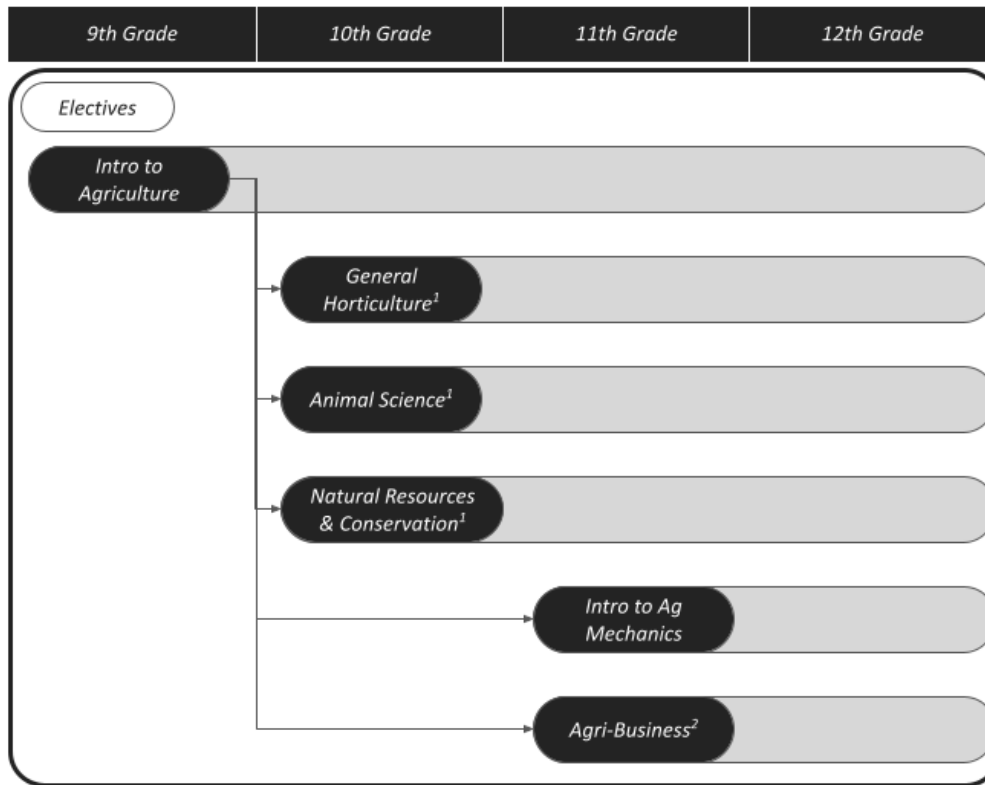 9th Grade
10th Grade
11th Grade
12th Grade
Electives
Intro to
Agriculture
General
Horticulture¹
Animal Science¹
Natural Resources
& Conservation¹
Intro to Ag
Mechanics
Agri-Business²